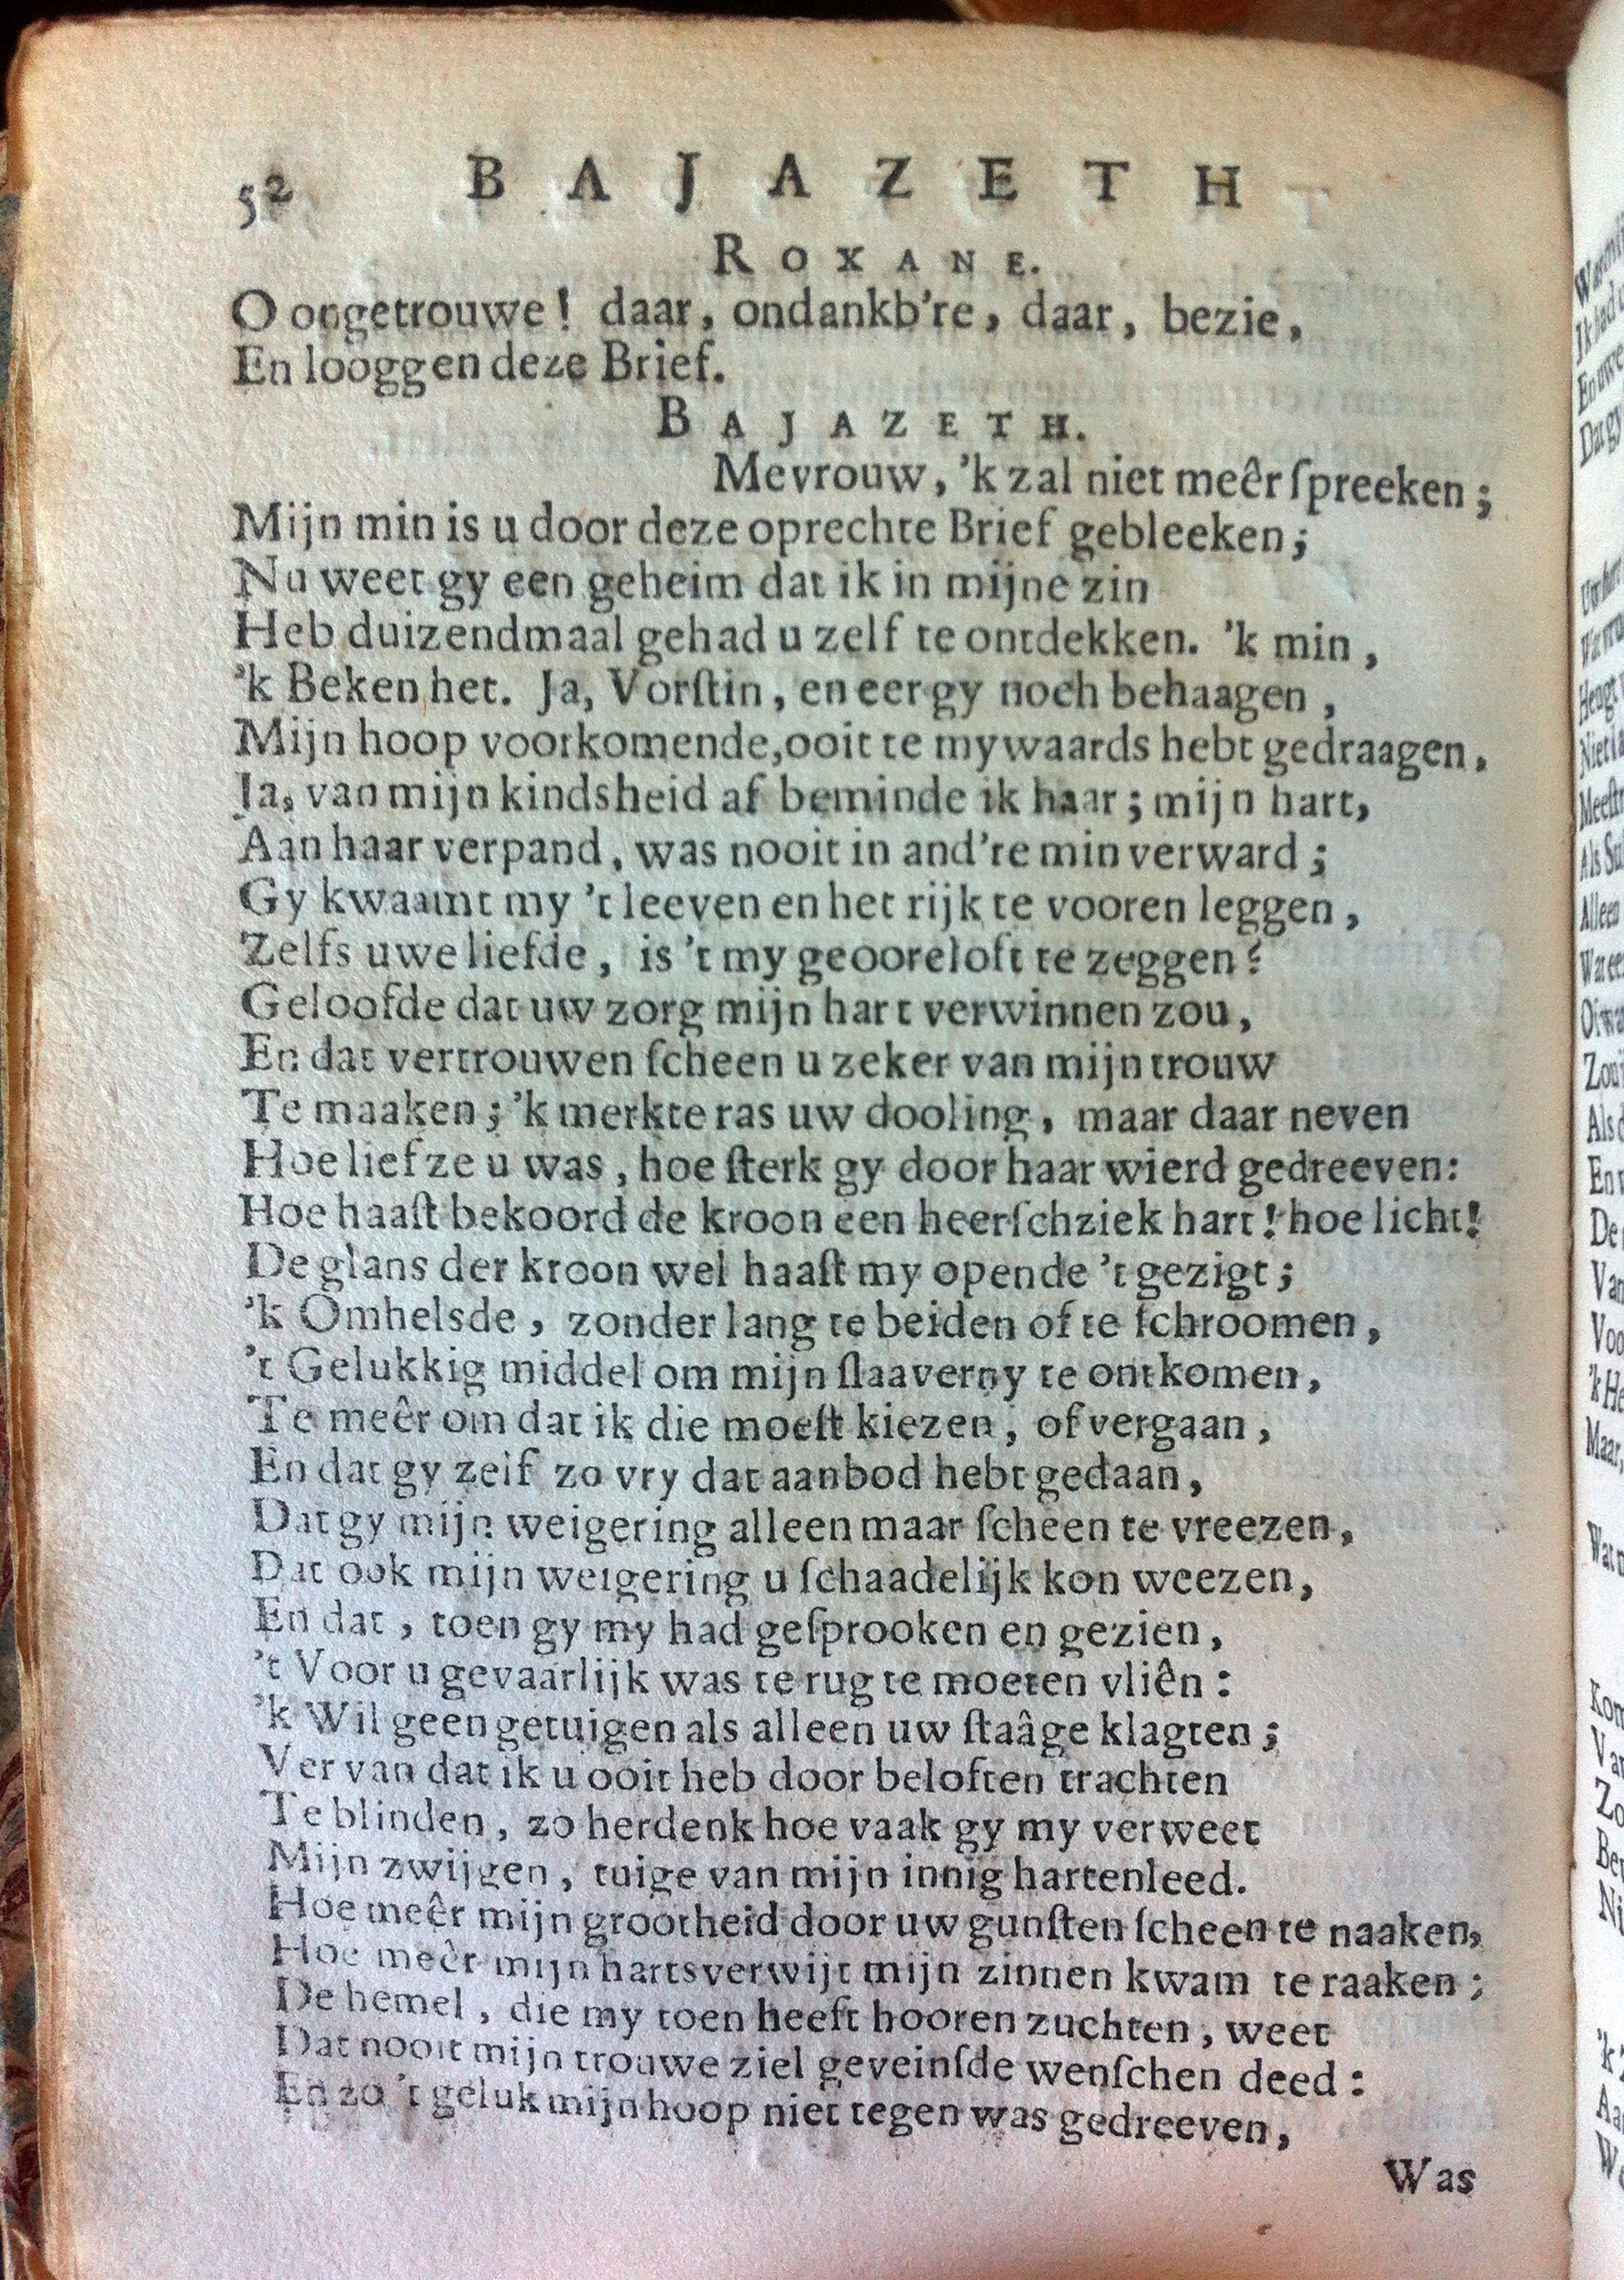 52 BAJAZETH
ROXANE.
O ongetrouwe! daar, ondankb're, daar, bezie,
En looggen deze Brief.
BAJAZETH.
Mevrouw, 'k zal niet meêr ſpreeken;
Mijn min is u door deze oprechte Brief gebleeken;
Nu weet gy een geheim dat ik in mijne zin
Heb duizendmaal gehad u zelf te ontdekken. 'k min,
'k Beken het. Ja, Vorſtin, en eer gy noch behaagen,
Mijn hoop voorkomende, ooit te mywaards hebt gedraagen,
Ja, van mijn kindsheid af beminde ik haar; mijn hart,
Aan haar verpand, was nooit in and're min verward;
Gy kwaamt my 't leeven en het rijk te vooren leggen,
Zelfs uwe liefde, is 't my geooreloft te zeggen?
Geloofde dat uw zorg mijn hart verwinnen zou,
En dat vertrouwen ſcheen u zeker van mijn trouw
Te maaken; 'k merkte ras uw dooling, maar daar neven
Hoe lief ze u was, hoe ſterk gy door haar wierd gedreeven:
Hoe haaſt bekoord de kroon een heerſchziek hart! hoe licht!
De glans der kroon wel haaſt my opende 't gezigt;
'k Omhelsde, zonder lang te beiden of te ſchroomen,
't Gelukkig middel om mijn ſlaaverny te ontkomen,
Te meêr om dat ik die moeſt kiezen, of vergaan,
En dat gy zelf zo vry dat aanbod hebt gedaan,
Dat gy mijn weigering alleen maar ſcheen te vreezen,
Dat ook mijn weigering u ſchaadelijk kon weezen,
En dat, toen gy my had geſprooken en gezien,
't Voor u gevaarlijk was te rug te moeten vliên:
'k Wil geen getuigen als alleen uw ſtaâge klagten;
Ver van dat ik u ooit heb door beloften trachten
Te blinden, zo herdenk hoe vaak gy my verweet
Mijn zwijgen, tuige van mijn innig hartenleed.
Hoe meêr mijn grootheid door uw gunſten ſcheen te naaken,
Hoe meêr mijn hartsverwijt mijn zinnen kwam te raaken;
De hemel, die my toen heeft hooren zuchten, weet
Dat nooit mijn trouwe ziel geveinſde wenſchen deed:
En zo 't geluk mijn hoop niet tegen was gedreeven,
Was